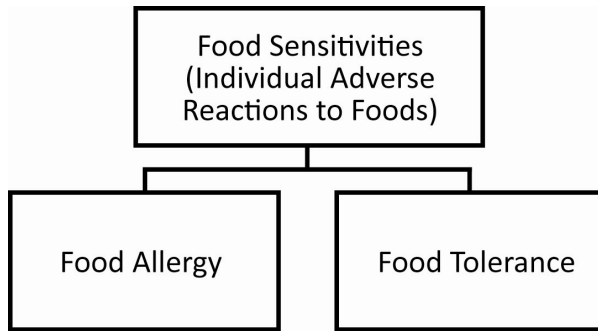 Food Sensitivities
(Individual Adverse
Reactions to Foods)
Food Allergy
Food Tolerance